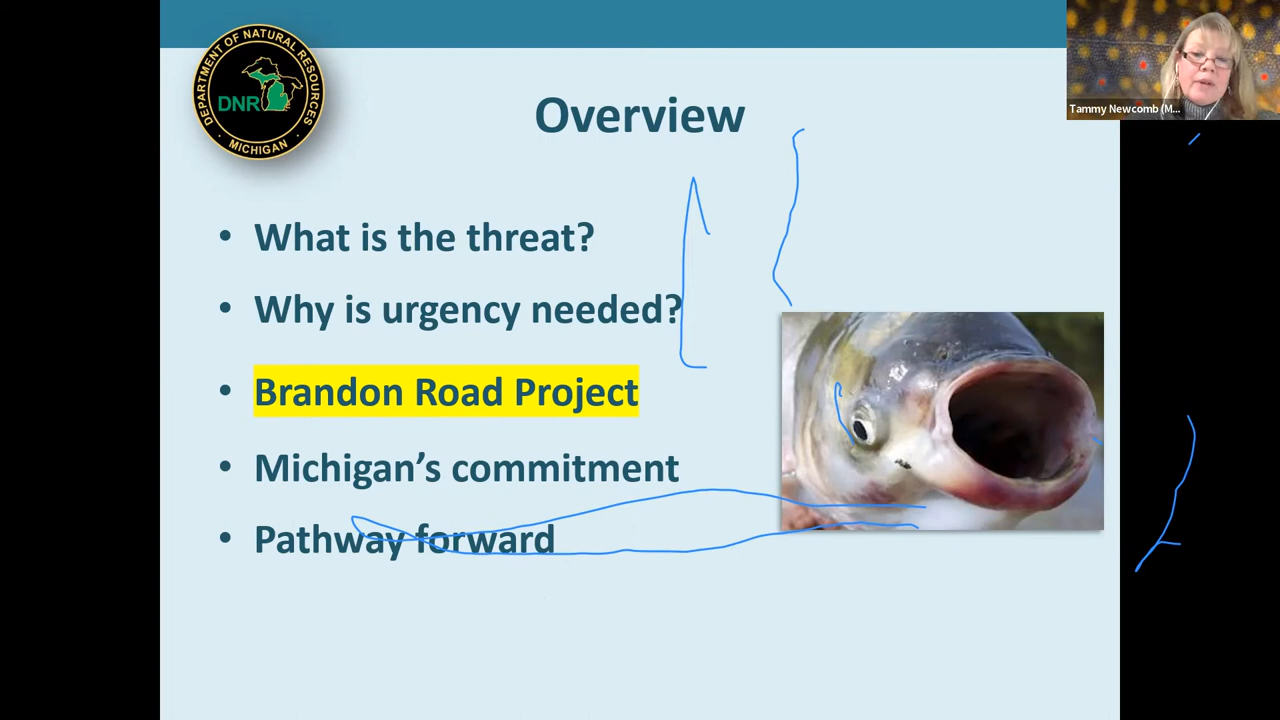 DEPARTMENT OF NATURAL RESOURCES
DNR
· MICHIGAN ·
Tammy Newcomb (M...
Overview
• What is the threat?
• Why is urgency needed?
• Brandon Road Project
• Michigan’s commitment
• Pathway forward